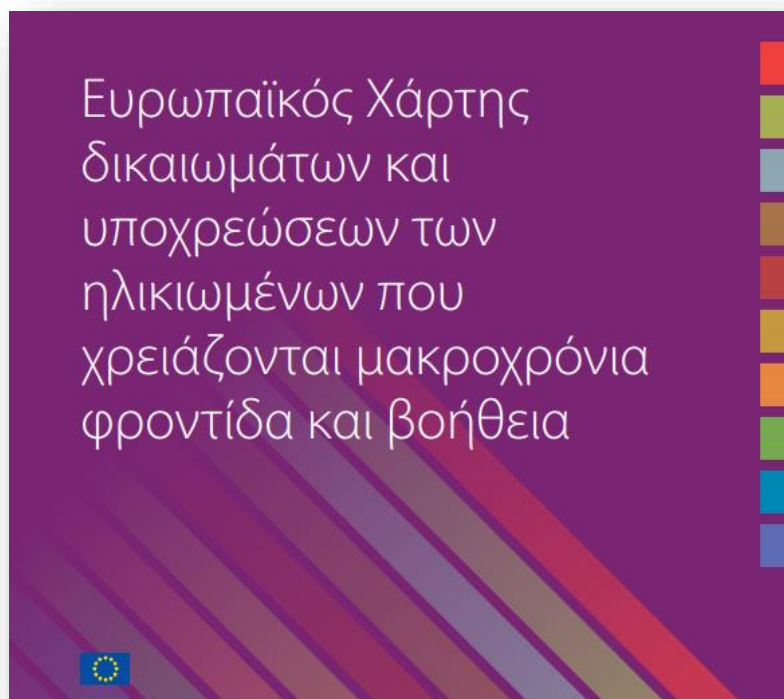 Ευρωπαϊκός Χάρτης
δικαιωμάτων και
υποχρεώσεων των
ηλικιωμένων που
χρειάζονται μακροχρόνια
φροντίδα και βοήθεια